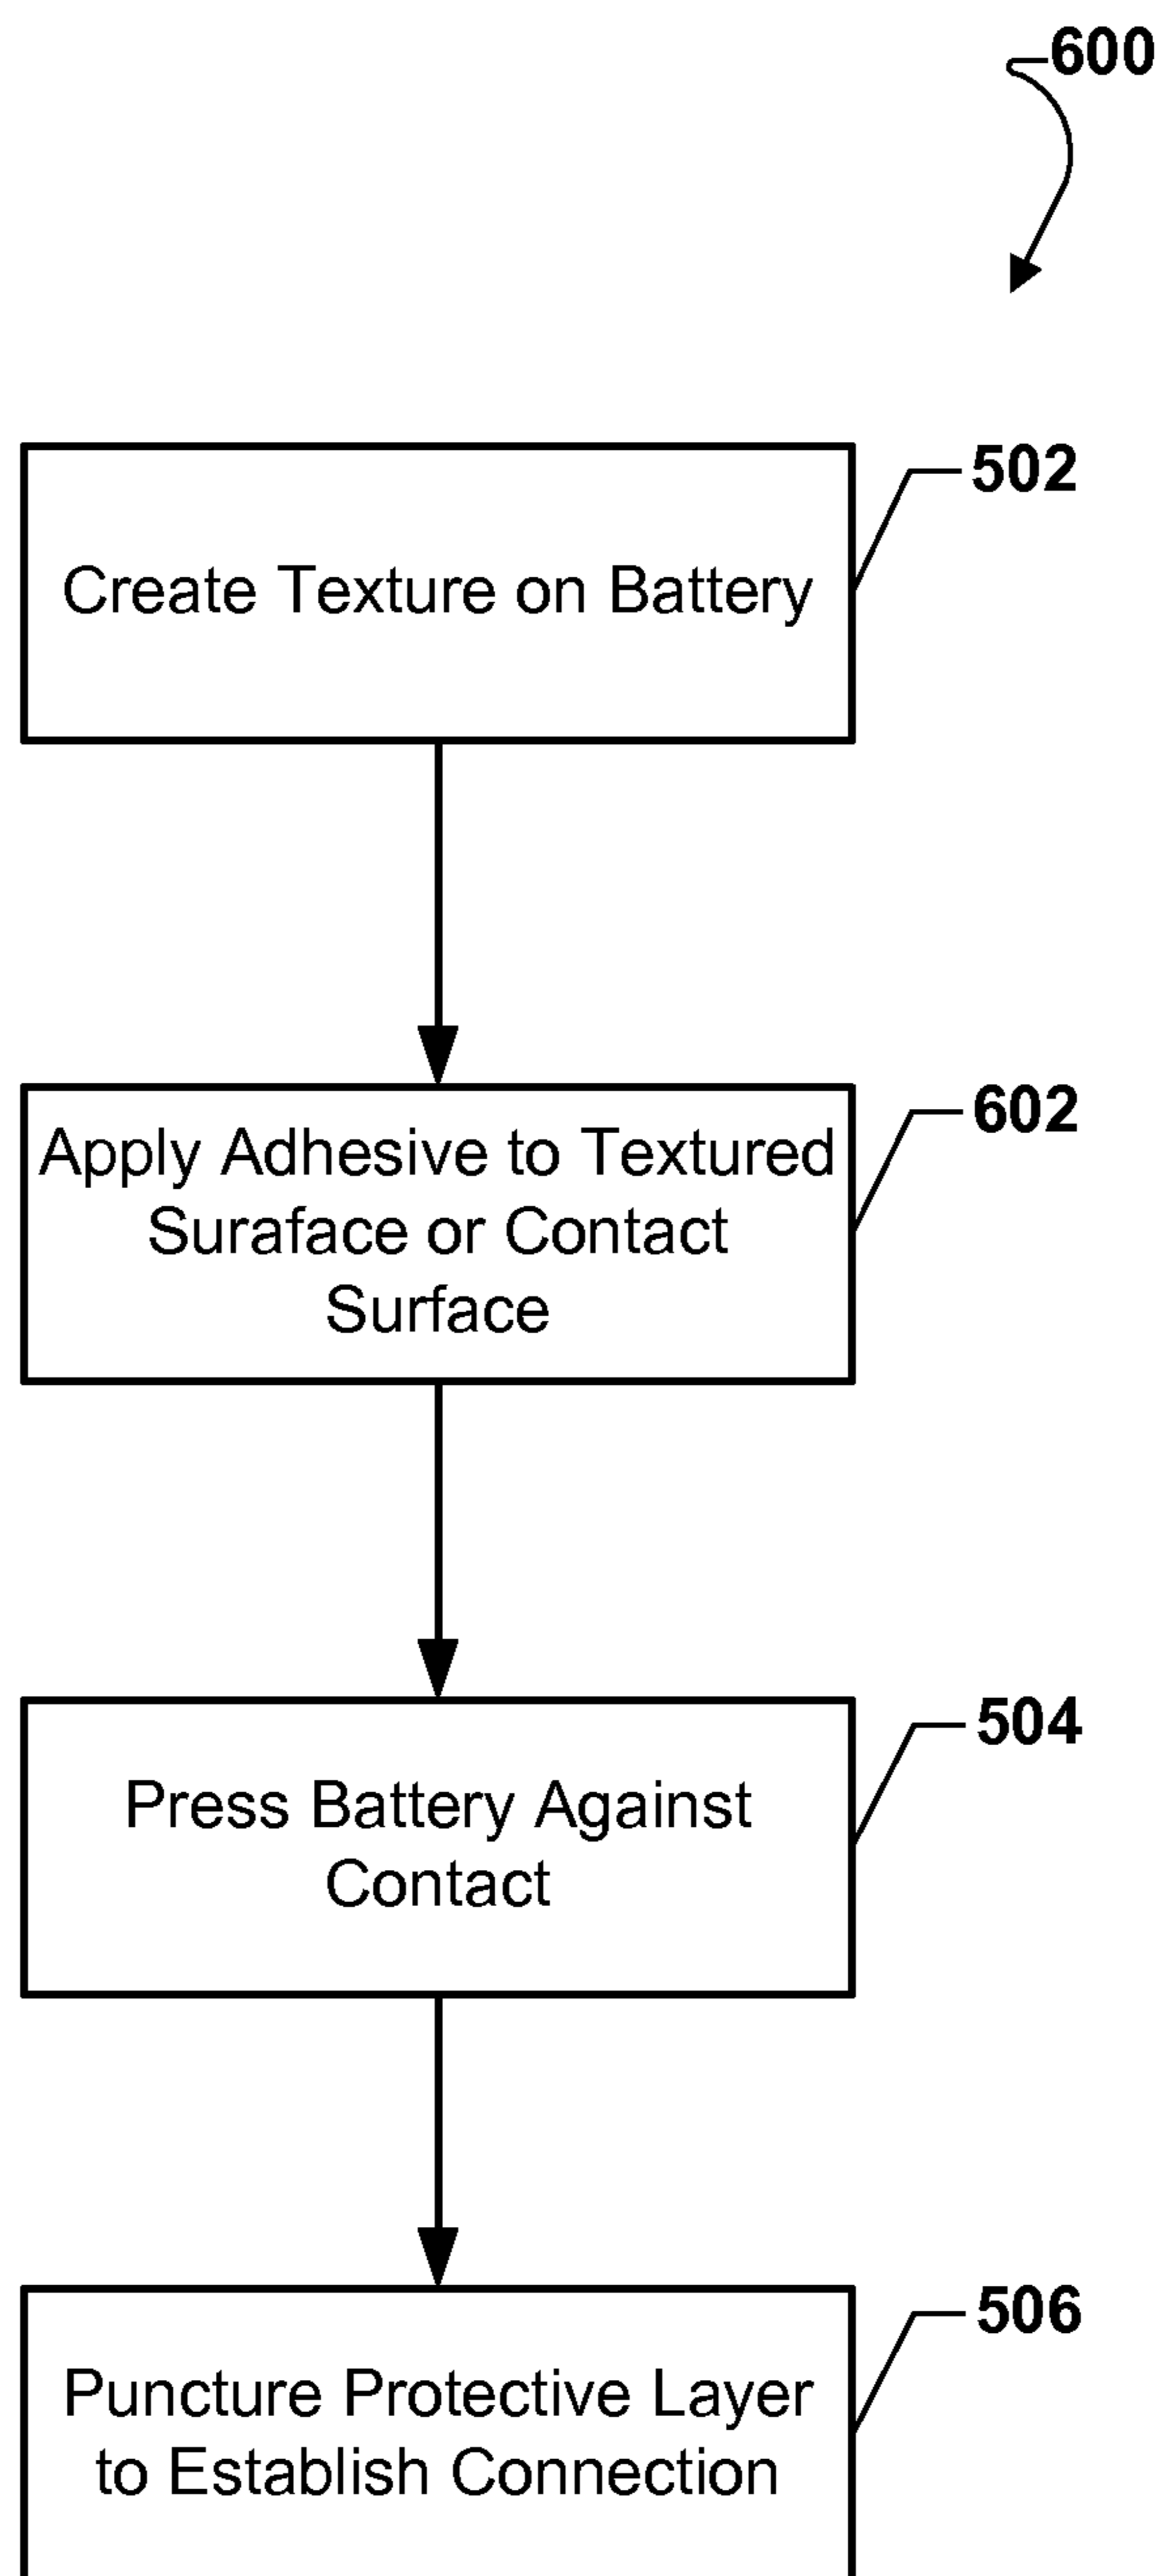 600
502
Create Texture on Battery
602
Apply Adhesive to Textured
Suraface or Contact
Surface
504
Press Battery Against
Contact
506
Puncture Protective Layer
to Establish Connection